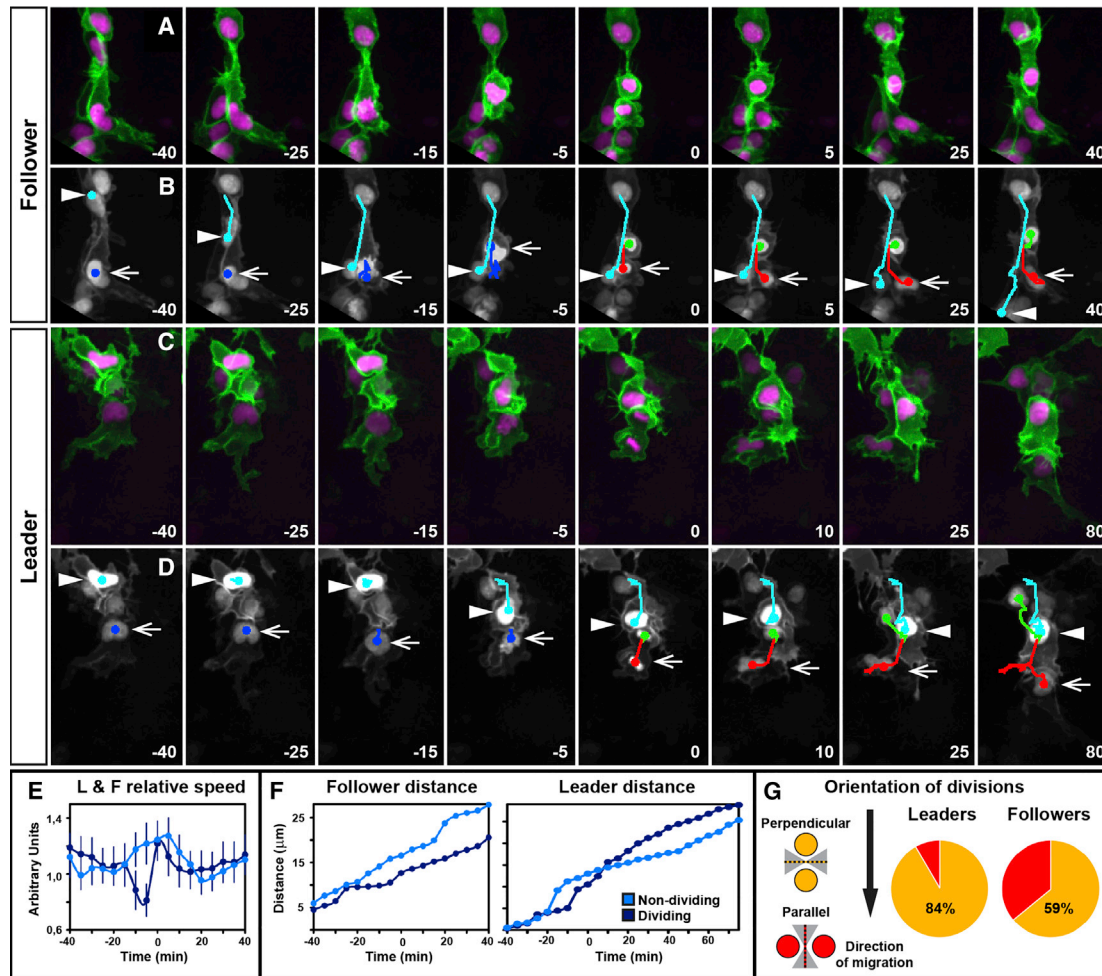 Follower
A
-40 -25 -15 -5 0 5 25 40
B
-40 -25 -15 -5 0 5 25 40
Leader
C
-40 -25 -15 -5 0 10 25 80
D
-40 -25 -15 -5 0 10 25 80
E L & F relative speed
Arbitrary Units
1,4
1,0
0,6
-40 -20 0 20 40
Time (min)
F
Follower distance
Distance (μm)
25
15
5
-40 -20 0 20 40
Time (min)
Leader distance
Non-dividing
Dividing
-40 -20 0 20 40 60
Time (min)
G Orientation of divisions
Perpendicular
Parallel
Direction
of migration
Leaders
84%
Followers
59%